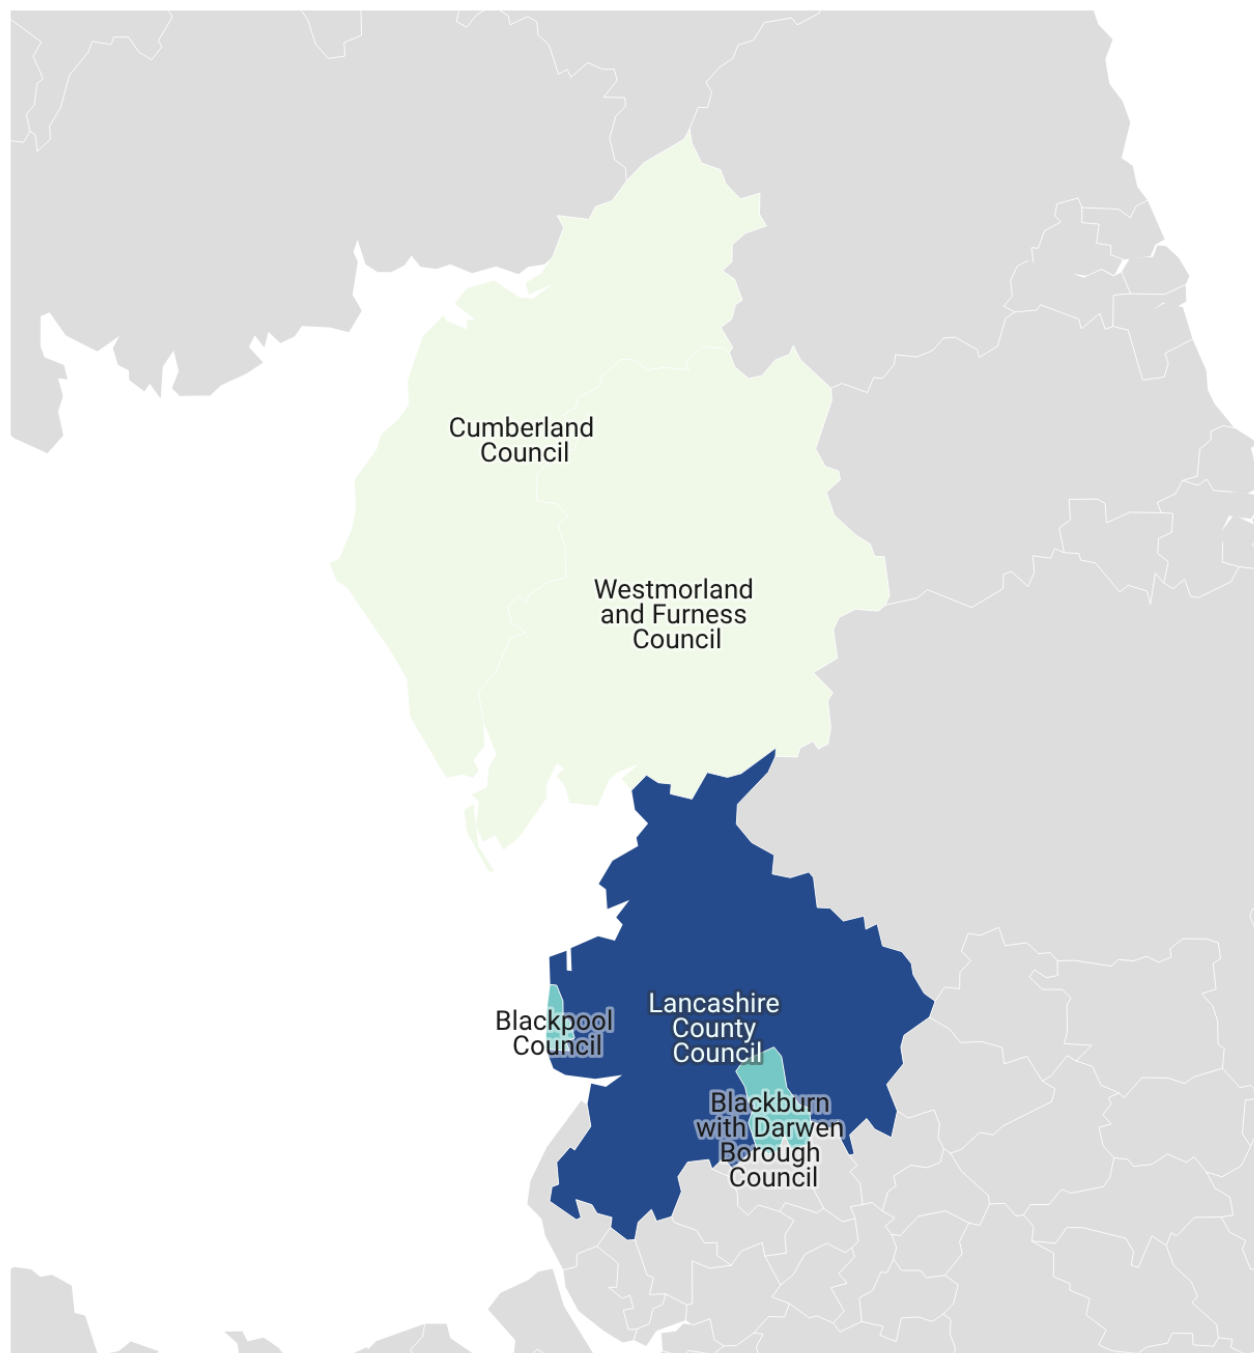 Cumberland
Council
Westmorland
and Furness
Council
Lancashire
County
Council
Blackpool
Council
Blackburn
with Darwen
Borough
Council